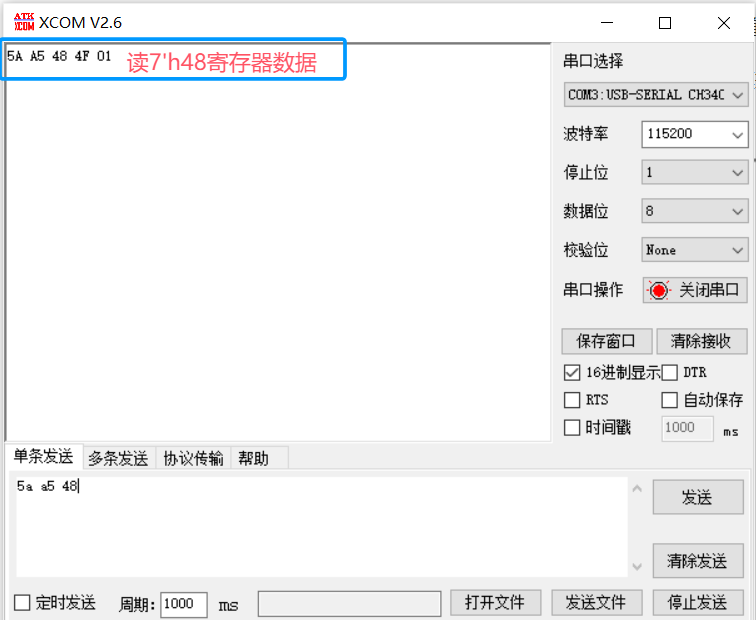 ATK XCOM XCOM V2.6
5A A5 48 4F 01 读7'h48寄存器数据
串口选择
COM3:USB-SERIAL CH340
波特率 115200
停止位 1
数据位 8
校验位 None
串口操作 关闭串口
保存窗口 清除接收
16进制显示 DTR
RTS 自动保存
时间戳 1000 ms
单条发送 多条发送 协议传输 帮助
5a a5 48
发送
清除发送
定时发送 周期: 1000 ms 打开文件 发送文件 停止发送